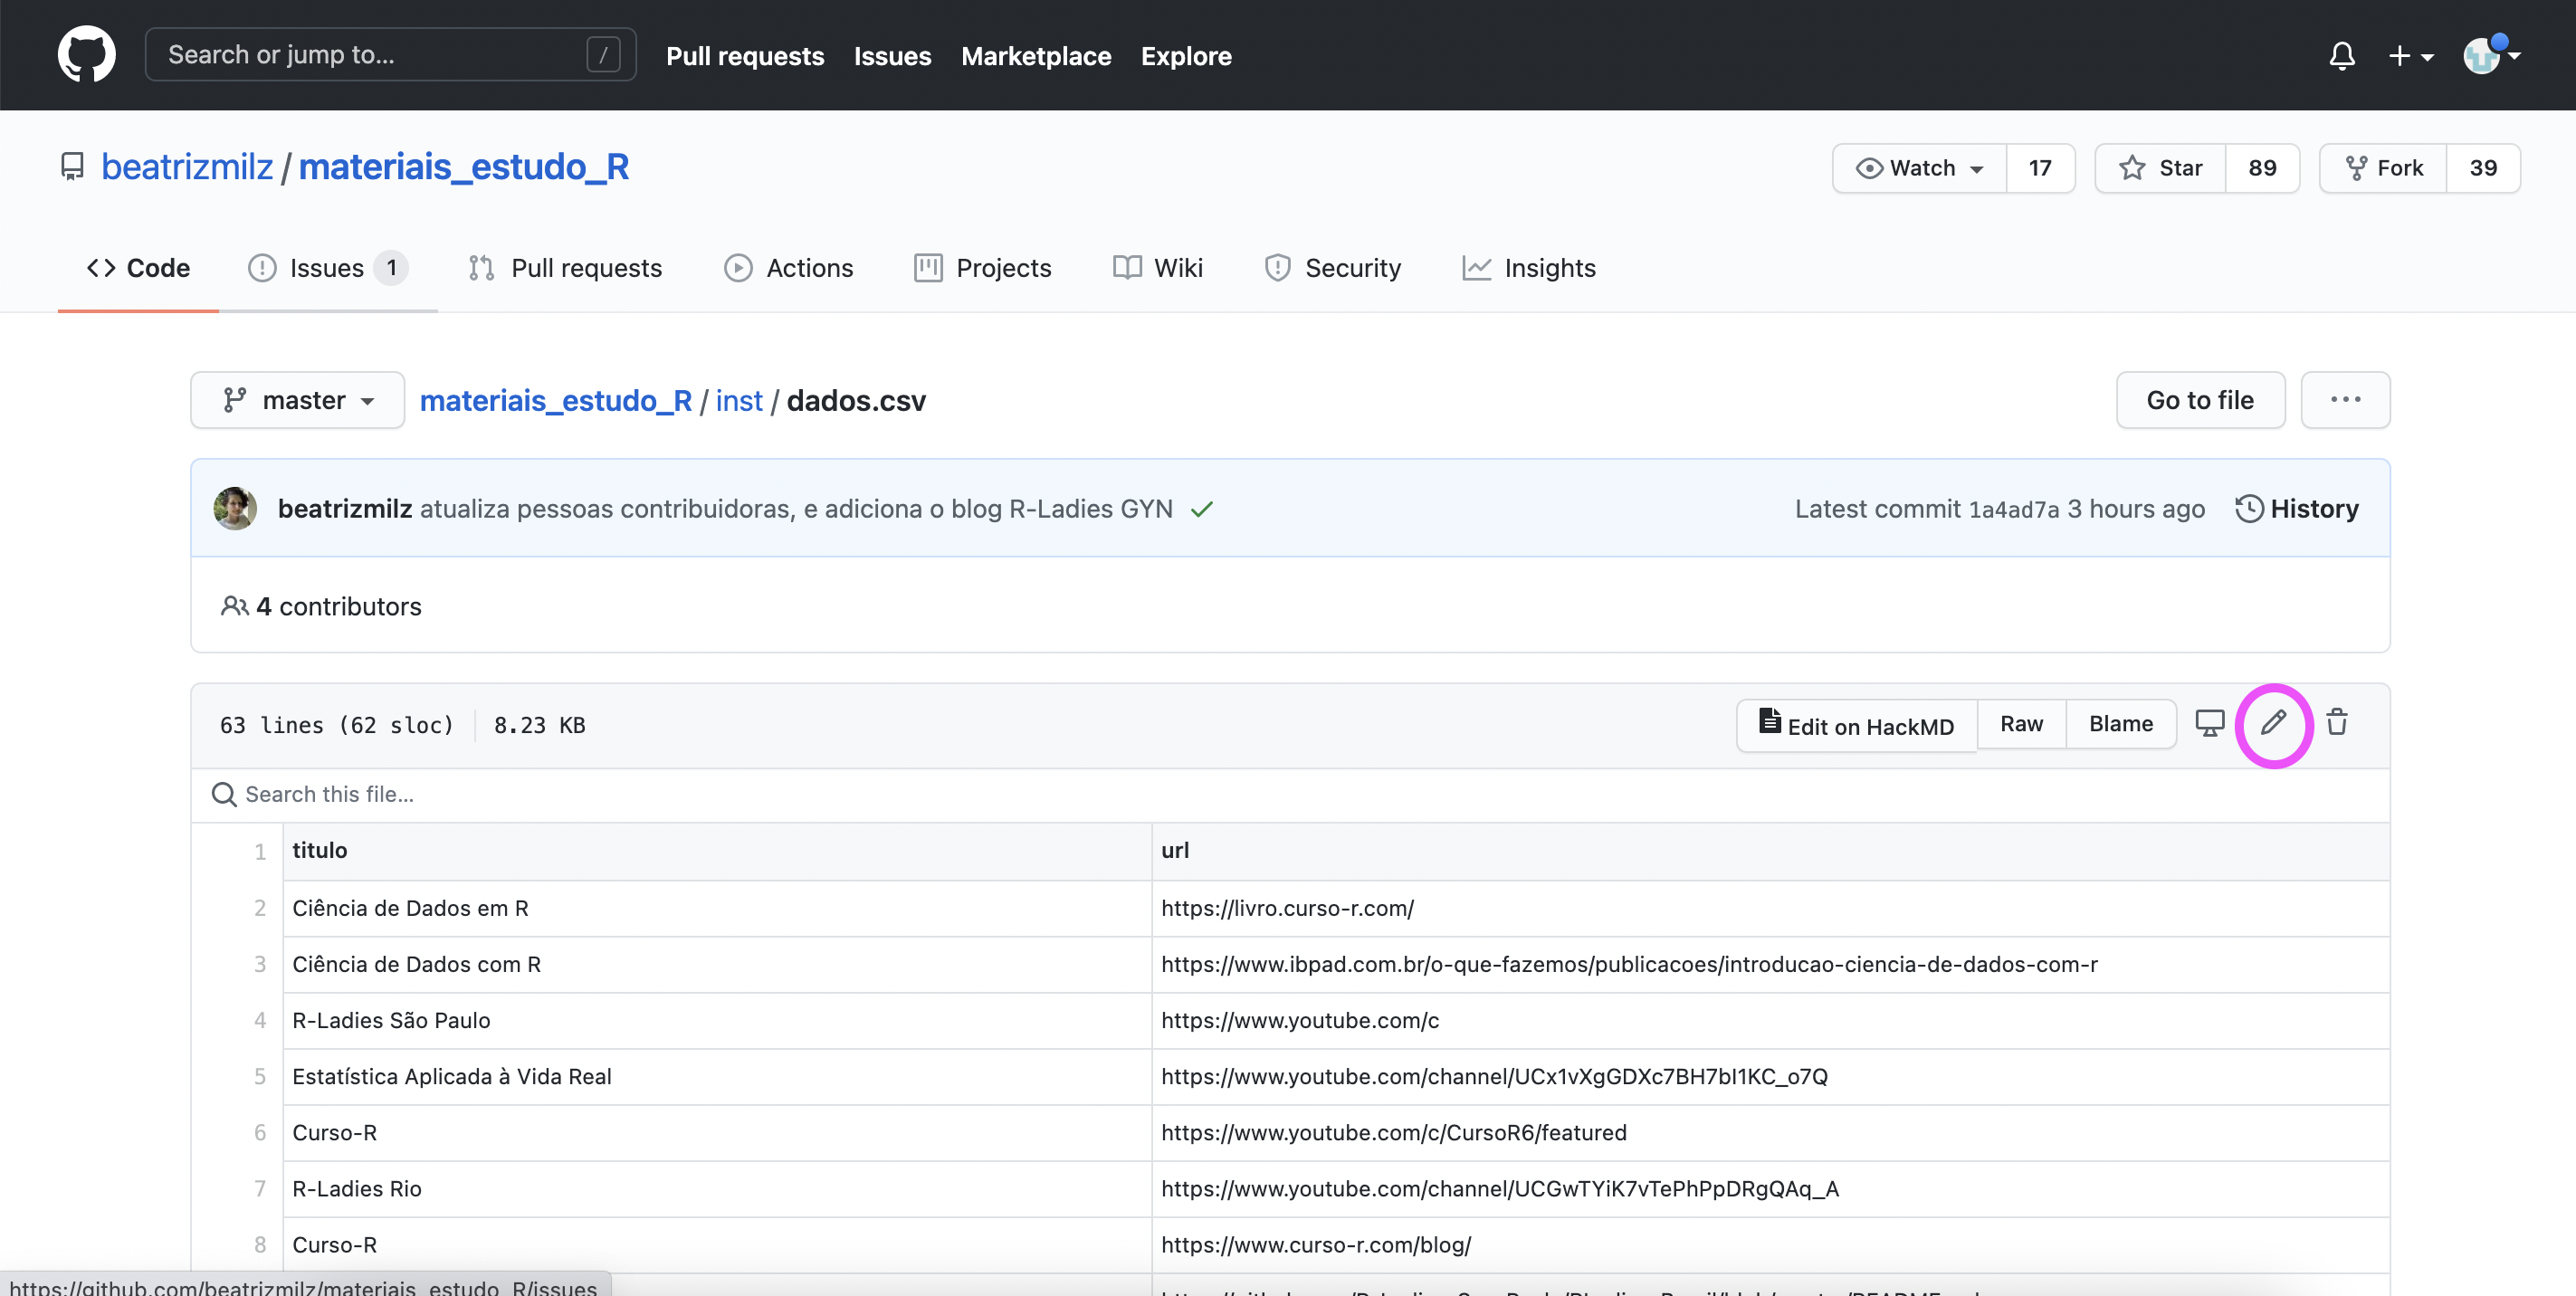 Search or jump to... /
Pull requests Issues Marketplace Explore
beatrizmilz / materiais_estudo_R
Watch 17 Star 89 Fork 39
Code Issues 1 Pull requests Actions Projects Wiki Security Insights
master materiais_estudo_R / inst / dados.csv
Go to file ...
beatrizmilz atualiza pessoas contribuidoras, e adiciona o blog R-Ladies GYN
Latest commit 1a4ad7a 3 hours ago History
4 contributors
63 lines (62 sloc) 8.23 KB
Edit on HackMD Raw Blame
Search this file...
1 titulo url
2 Ciência de Dados em R https://livro.curso-r.com/
3 Ciência de Dados com R https://www.ibpad.com.br/o-que-fazemos/publicacoes/introducao-ciencia-de-dados-com-r
4 R-Ladies São Paulo https://www.youtube.com/c
5 Estatística Aplicada à Vida Real https://www.youtube.com/channel/UCx1vXgGDXc7BH7bI1KC_o7Q
6 Curso-R https://www.youtube.com/c/CursoR6/featured
7 R-Ladies Rio https://www.youtube.com/channel/UCGwTYiK7vTePhPpDRgQAq_A
8 Curso-R https://www.curso-r.com/blog/
https://github.com/beatrizmilz/materiais_estudo_R/issues